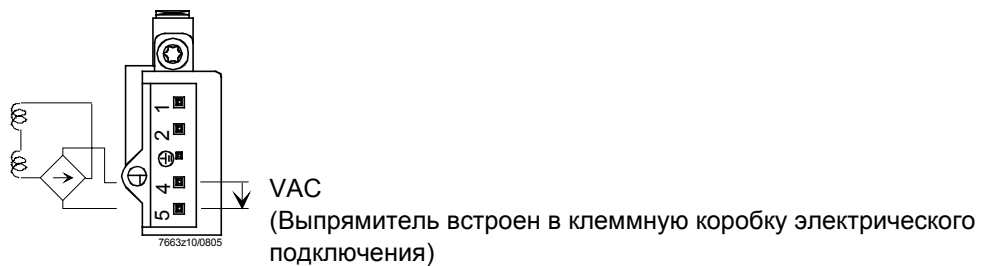 1
2
4
5
VAC
(Выпрямитель встроен в клеммную коробку электрического
подключения)
7663z10/0805